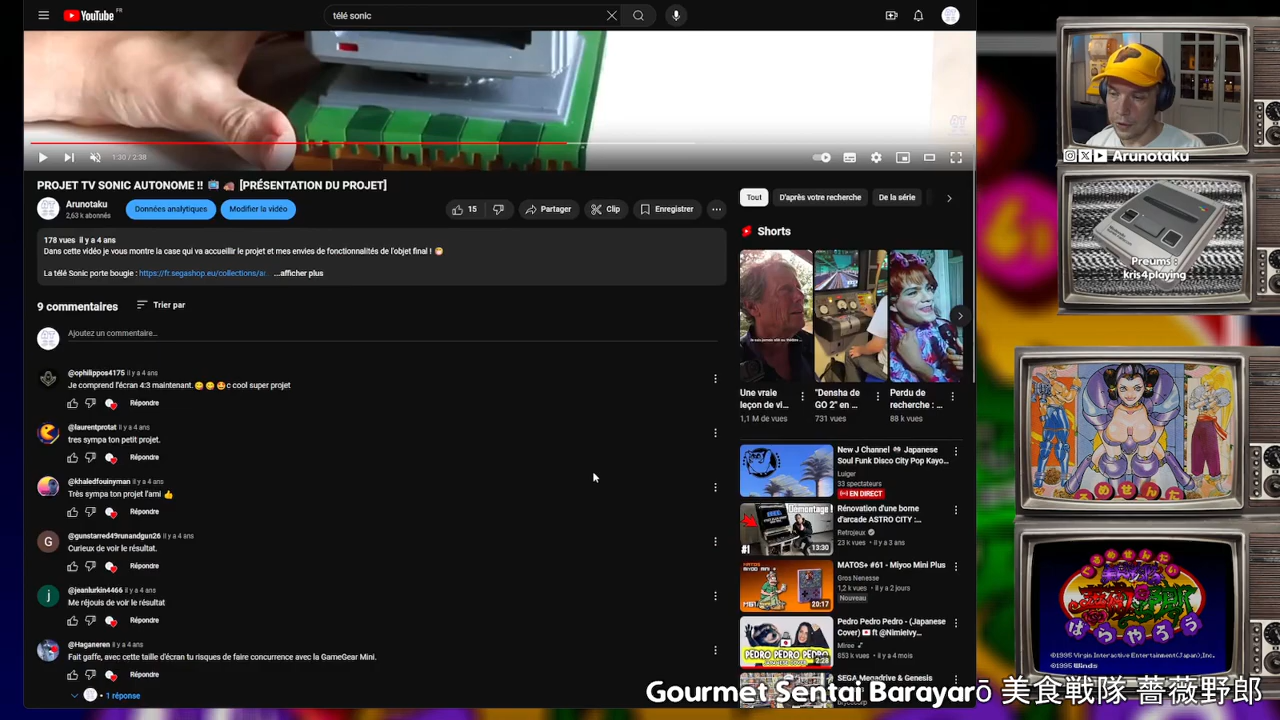 YouTube FR
télé sonic
1:30 / 2:38
PROJET TV SONIC AUTONOME !! 📺 🦔 [PRÉSENTATION DU PROJET]
Arunotaku
2,63 k abonnés
Données analytiques
Modifier la vidéo
15
Partager
Clip
Enregistrer
178 vues il y a 4 ans
Dans cette vidéo je vous montre la case qui va accueillir le projet et mes envies de fonctionnalités de l'objet final ! 😁
La télé Sonic porte bougie : https://fr.segashop.eu/collections/a
...afficher plus
9 commentaires
Trier par
Ajoutez un commentaire...
@ophilippos4175 il y a 4 ans
Je comprend l'écran 4:3 maintenant. 😋 😋 🤩 c cool super projet
Répondre
@laurentprotat il y a 4 ans
tres sympa ton petit projet.
Répondre
@khaledfouinyman il y a 4 ans
Très sympa ton projet l'ami 👍
Répondre
@gunstarred49runandgun26 il y a 4 ans
Curieux de voir le résultat.
Répondre
@jeanlurkin4466 il y a 4 ans
Me réjouis de voir le résultat
Répondre
@Haganeren il y a 4 ans
Fait gaffe, avec cette taille d'écran tu risques de faire concurrence avec la GameGear Mini.
Répondre
1 réponse
Tout
D'après votre recherche
De la série
Shorts
Une vraie
leçon de vi...
1,1 M de vues
"Densha
de GO 2" en ...
731 vues
Perdu de
recherche : ...
88 k vues
New J Channel !! Japanese
Soul Funk Disco City Pop Kayo...
Luiger
33 spectateurs
EN DIRECT
Démontage !
#1
13:30
Rénovation d'une borne
d'arcade ASTRO CITY :...
Retrojeux
23 k vues • il y a 3 ans
20:17
MATOS+ #61 - Miyoo Mini Plus
Gros Nenesse
1,2 k vues • il y a 2 jours
Nouveau
PEDRO PEDRO PEDRO
2:28
Pedro Pedro Pedro - (Japanese
Cover) 🇯🇵 ft @Nimielvy...
Miree
853 k vues • il y a 4 mois
SEGA Megadrive & Genesis
Arunotaku
Preums :
kris4playing
ばらやろう
©1995 Virgin Interactive Entertainment(Japan),Inc.
©1995 Winds
Gourmet Sentai Barayarō 美食戦隊 薔薇野郎